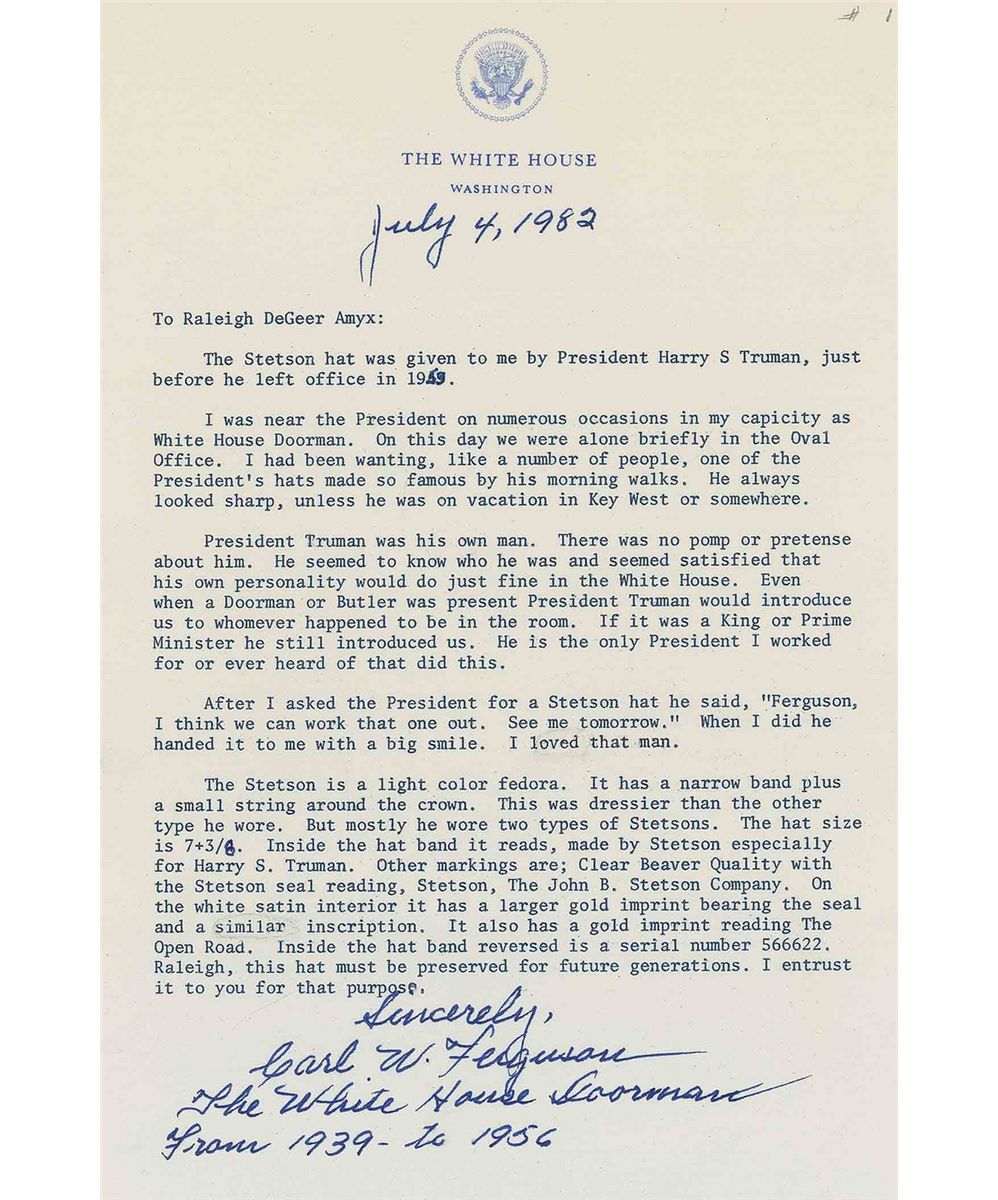 # 1
THE WHITE HOUSE
WASHINGTON
July 4, 1982
To Raleigh DeGeer Amyx:
The Stetson hat was given to me by President Harry S Truman, just
before he left office in
I was near the President on numerous occasions in my capicity as
White House Doorman. On this day we were alone briefly in the Oval
Office. I had been wanting, like a number of people, one of the
President's hats made so famous by his morning walks. He always
looked sharp, unless he was on vacation in Key West or somewhere.
President Truman was his own man. There was no pomp or pretense
about him. He seemed to know who he was and seemed satisfied that
his own personality would do just fine in the White House. Even
when a Doorman or Butler was present President Truman would introduce
us to whomever happened to be in the room. If it was a King or Prime
Minister he still introduced us. He is the only President I worked
for or ever heard of that did this.
After I asked the President for a Stetson hat he said, "Ferguson,
I think we can work that one out. See me tomorrow." When I did he
handed it to me with a big smile. I loved that man.
The Stetson is a light color fedora. It has a narrow band plus
a small string around the crown. This was dressier than the other
type he wore. But mostly he wore two types of Stetsons. The hat size
is Inside the hat band it reads, made by Stetson especially
for Harry S. Truman. Other markings are; Clear Beaver Quality with
the Stetson seal reading, Stetson, The John B. Stetson Company. On
the white satin interior it has a larger gold imprint bearing the seal
and a similar inscription. It also has a gold imprint reading The
Open Road. Inside the hat band reversed is a serial number 566622.
Raleigh, this hat must be preserved for future generations. I entrust
it to you for that purpose.
Sincerely,
Carl W. Ferguson
The White House Doorman
From 1939 - to 1956